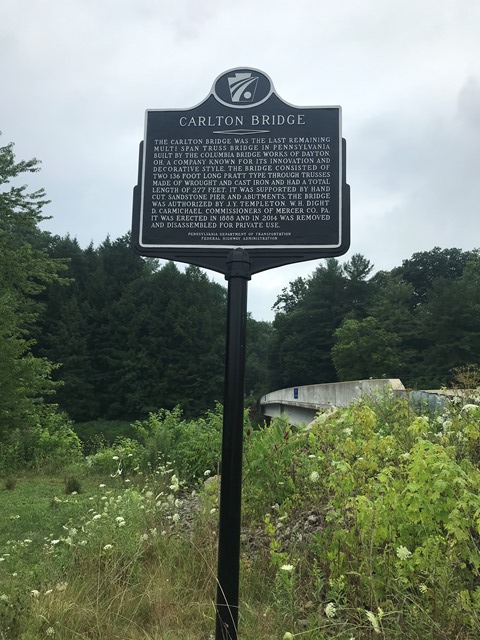 CARLTON BRIDGE
THE CARLTON BRIDGE WAS THE LAST REMAINING
MULTI SPAN TRUSS BRIDGE IN PENNSYLVANIA
BUILT BY THE COLUMBIA BRIDGE WORKS OF DAYTON
OH, A COMPANY KNOWN FOR ITS INNOVATION AND
DECORATIVE STYLE. THE BRIDGE CONSISTED OF
TWO 136 FOOT LONG PRATT TYPE THROUGH TRUSSES
MADE OF WROUGHT AND CAST IRON AND HAD A TOTAL
LENGTH OF 277 FEET. IT WAS SUPPORTED BY HAND
CUT SANDSTONE PIER AND ABUTMENTS. THE BRIDGE
WAS AUTHORIZED BY J.Y. TEMPLETON, W.H. DIGHT
D. CARMICHAEL, COMMISSIONERS OF MERCER CO. PA.
IT WAS ERECTED IN 1888 AND IN 2014 WAS REMOVED
AND DISASSEMBLED FOR PRIVATE USE.
PENNSYLVANIA DEPARTMENT OF TRANSPORTATION
FEDERAL HIGHWAY ADMINISTRATION